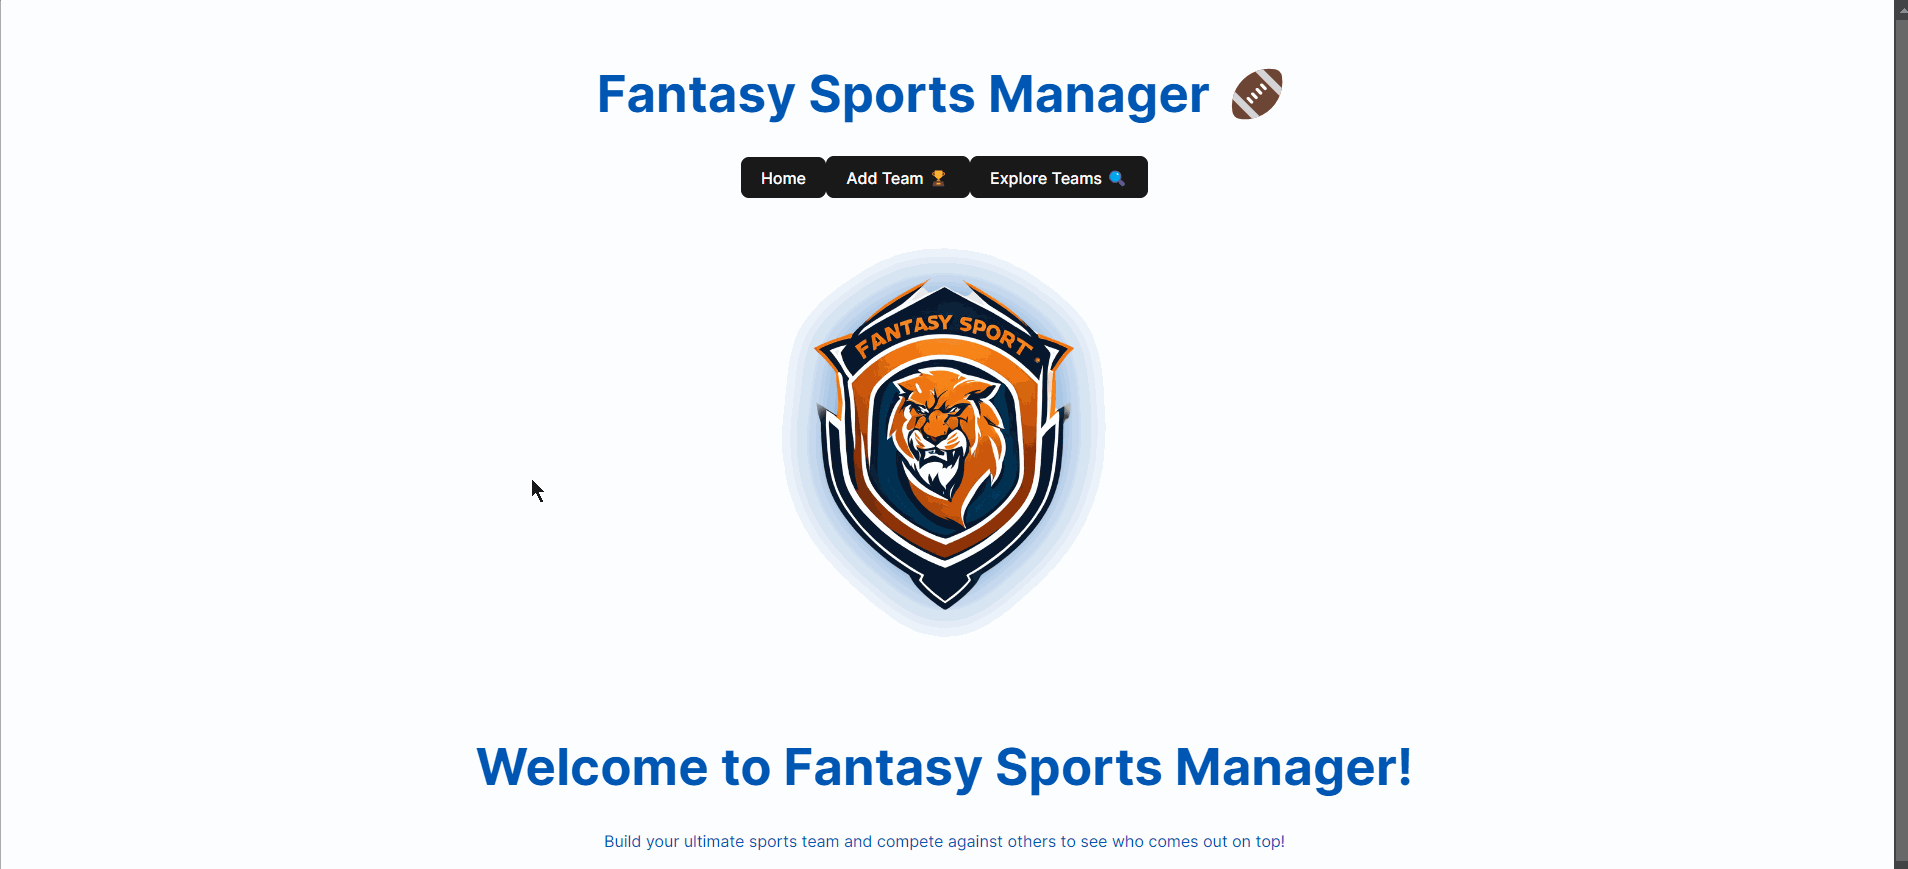 Fantasy Sports Manager 🏈
Home
Add Team 🏆
Explore Teams 🔍
FANTASY SPORT
Welcome to Fantasy Sports Manager!
Build your ultimate sports team and compete against others to see who comes out on top!